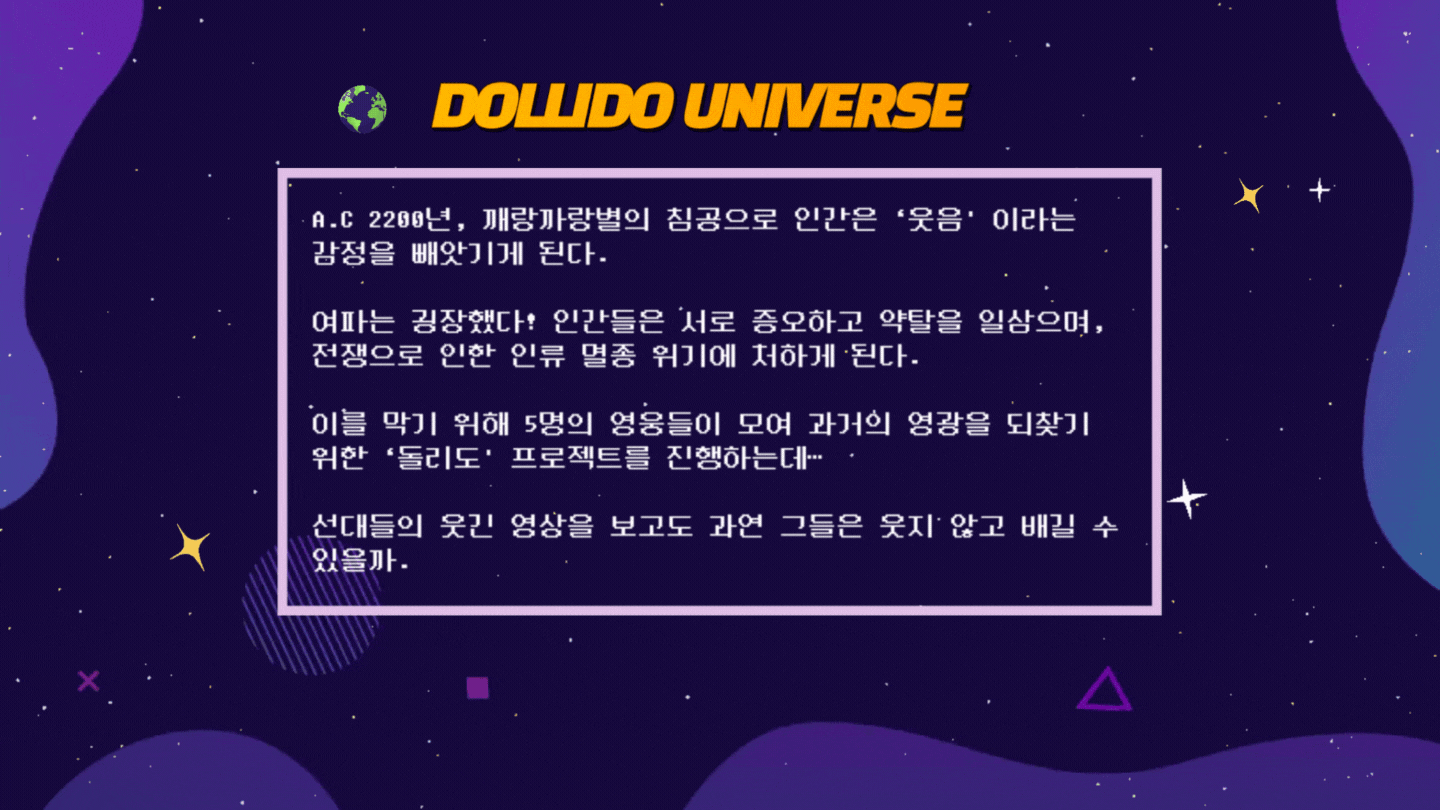 DOLLIDO UNIVERSE
A.C 2200년, 깨랑까랑별의 침공으로 인간은 ‘웃음' 이라는
감정을 빼앗기게 된다.
여파는 굉장했다! 인간들은 서로 증오하고 약탈을 일삼으며,
전쟁으로 인한 인류 멸종 위기에 처하게 된다.
이를 막기 위해 5명의 영웅들이 모여 과거의 영광을 되찾기
위한 ‘돌리도' 프로젝트를 진행하는데…
선대들의 웃긴 영상을 보고도 과연 그들은 웃지 않고 배길 수
있을까.